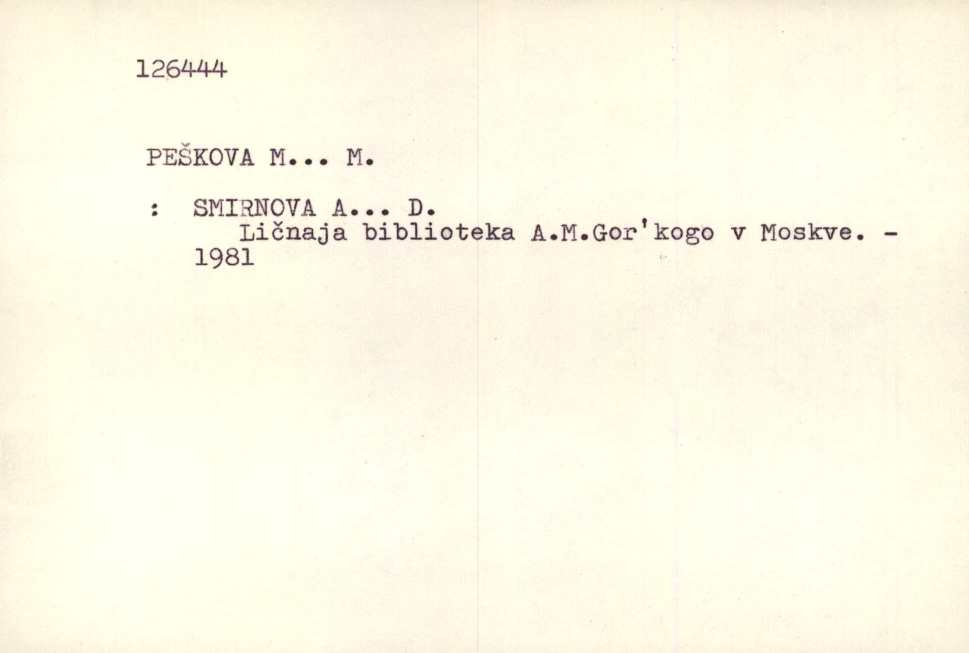 126444
PEŠKOVA M... M.
: SMIRNOVA A... D.
Ličnaja biblioteka A.M.Gor'kogo v Moskve. -
1981